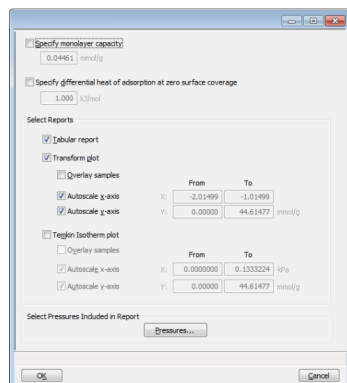 Specify monolayer capacity
0.04461 mmol/g
Specify differential heat of adsorption at zero surface coverage
1.000 kJ/mol
Select Reports
Tabular report
Transform plot
Overlay samples
From To
Autoscale x-axis X: -2.01499 -1.01499
Autoscale y-axis Y: 0.00000 44.61477 mmol/g
Temkin Isotherm plot
Overlay samples
From To
Autoscale x-axis X: 0.0000000 0.1333224 kPa
Autoscale y-axis Y: 0.00000 44.61477 mmol/g
Select Pressures Included in Report
Pressures...
OK Cancel